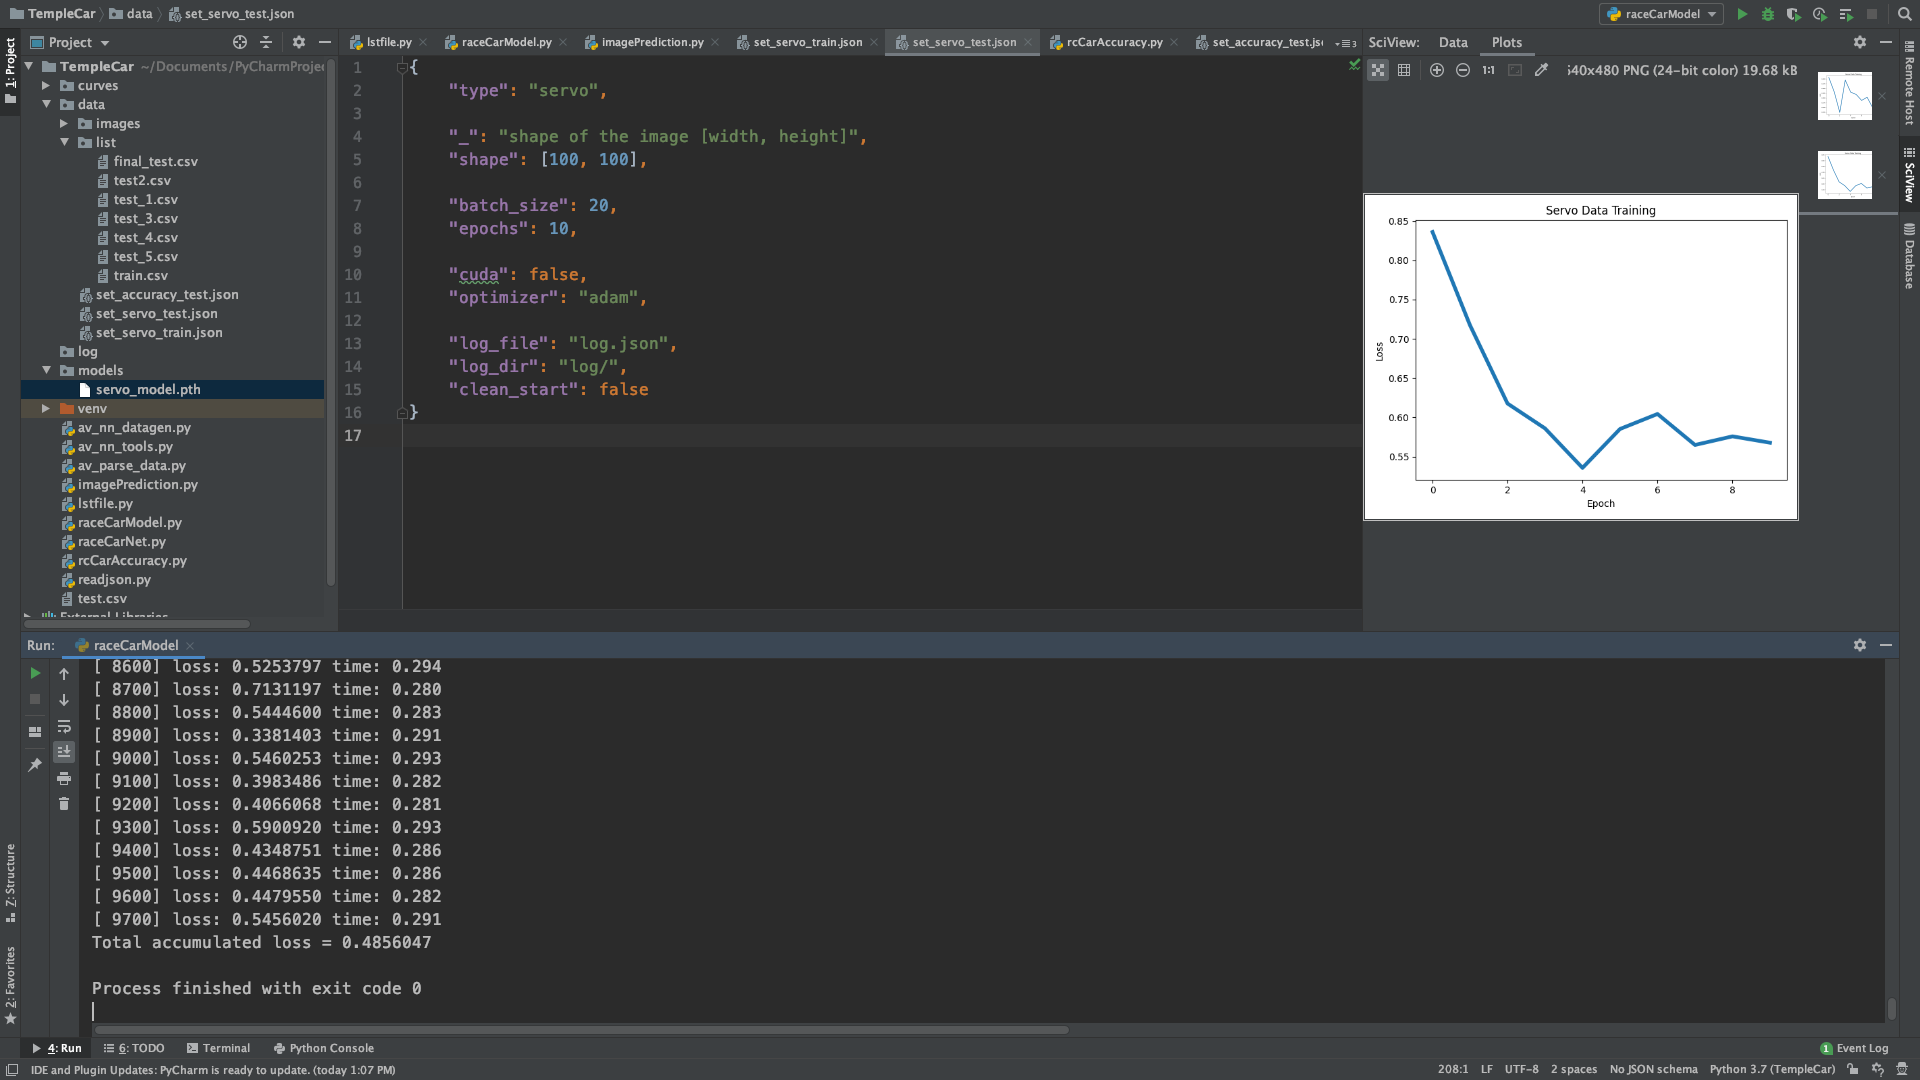 TempleCar data set_servo_test.json
raceCarModel
1: Project
Project
TempleCar ~/Documents/PyCharmProje
curves
data
images
list
final_test.csv
test2.csv
test_1.csv
test_3.csv
test_4.csv
test_5.csv
train.csv
set_accuracy_test.json
set_servo_test.json
set_servo_train.json
log
models
servo_model.pth
venv
av_nn_datagen.py
av_nn_tools.py
av_parse_data.py
imagePrediction.py
lstfile.py
raceCarModel.py
raceCarNet.py
rcCarAccuracy.py
readjson.py
test.csv
External Libraries
lstfile.py raceCarModel.py imagePrediction.py set_servo_train.json set_servo_test.json rcCarAccuracy.py set_accuracy_test.js
3
1 {
2 "type": "servo",
3
4 "_": "shape of the image [width, height]",
5 "shape": [100, 100],
6
7 "batch_size": 20,
8 "epochs": 10,
9
10 "cuda": false,
11 "optimizer": "adam",
12
13 "log_file": "log.json",
14 "log_dir": "log/",
15 "clean_start": false
16 }
17
SciView: Data Plots
1:1 640x480 PNG (24-bit color) 19.68 kB
Servo Data Training
0.85
0.80
0.75
0.70
0.65
0.60
0.55
Loss
0 2 4 6 8
Epoch
Remote Host
SciView
Database
Run: raceCarModel
[ 8600] loss: 0.5253797 time: 0.294
[ 8700] loss: 0.7131197 time: 0.280
[ 8800] loss: 0.5444600 time: 0.283
[ 8900] loss: 0.3381403 time: 0.291
[ 9000] loss: 0.5460253 time: 0.293
[ 9100] loss: 0.3983486 time: 0.282
[ 9200] loss: 0.4066068 time: 0.281
[ 9300] loss: 0.5900920 time: 0.293
[ 9400] loss: 0.4348751 time: 0.286
[ 9500] loss: 0.4468635 time: 0.286
[ 9600] loss: 0.4479550 time: 0.282
[ 9700] loss: 0.5456020 time: 0.291
Total accumulated loss = 0.4856047
Process finished with exit code 0
Z: Structure
2: Favorites
4: Run 6: TODO Terminal Python Console
1 Event Log
IDE and Plugin Updates: PyCharm is ready to update. (today 1:07 PM)
208:1 LF UTF-8 2 spaces No JSON schema Python 3.7 (TempleCar)